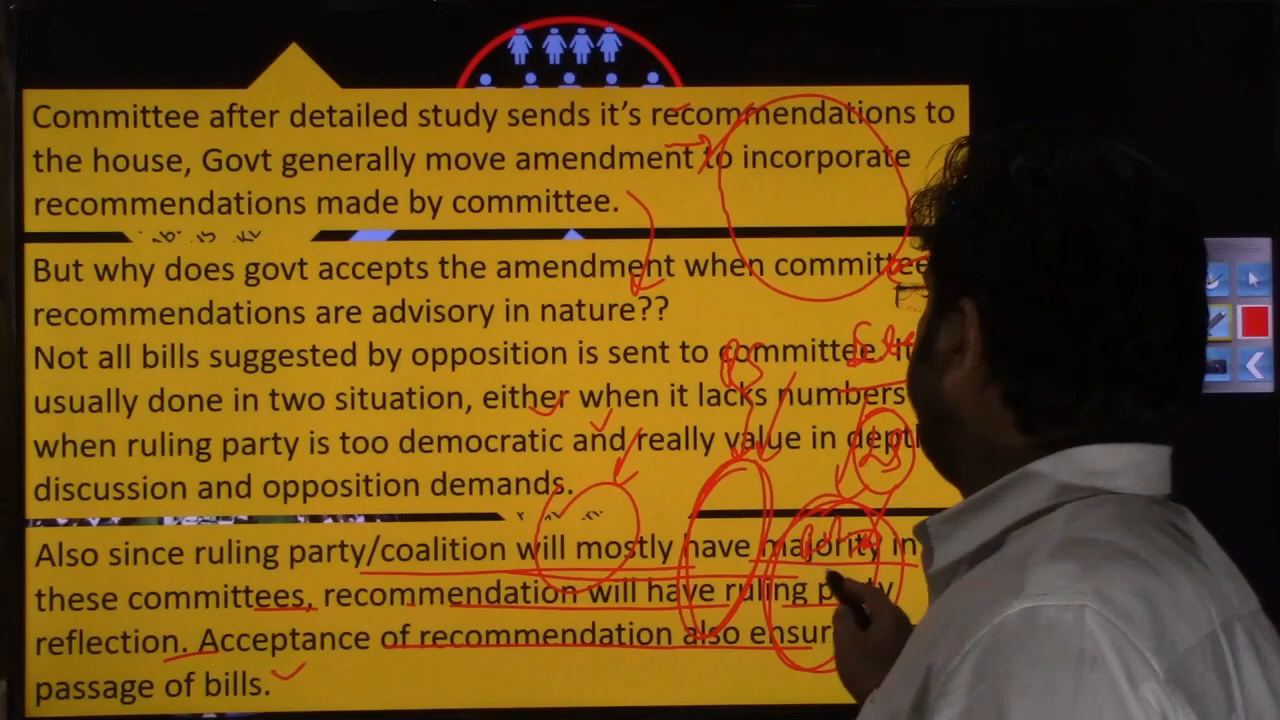 Committee after detailed study sends it's recommendations to
the house, Govt generally move amendment to incorporate
recommendations made by committee.
But why does govt accepts the amendment when committee
recommendations are advisory in nature??
Not all bills suggested by opposition is sent to committee it
usually done in two situation, either when it lacks numbers
when ruling party is too democratic and really value in depth
discussion and opposition demands.
Also since ruling party/coalition will mostly have majority in
these committees, recommendation will have ruling party
reflection. Acceptance of recommendation also ensur
passage of bills.